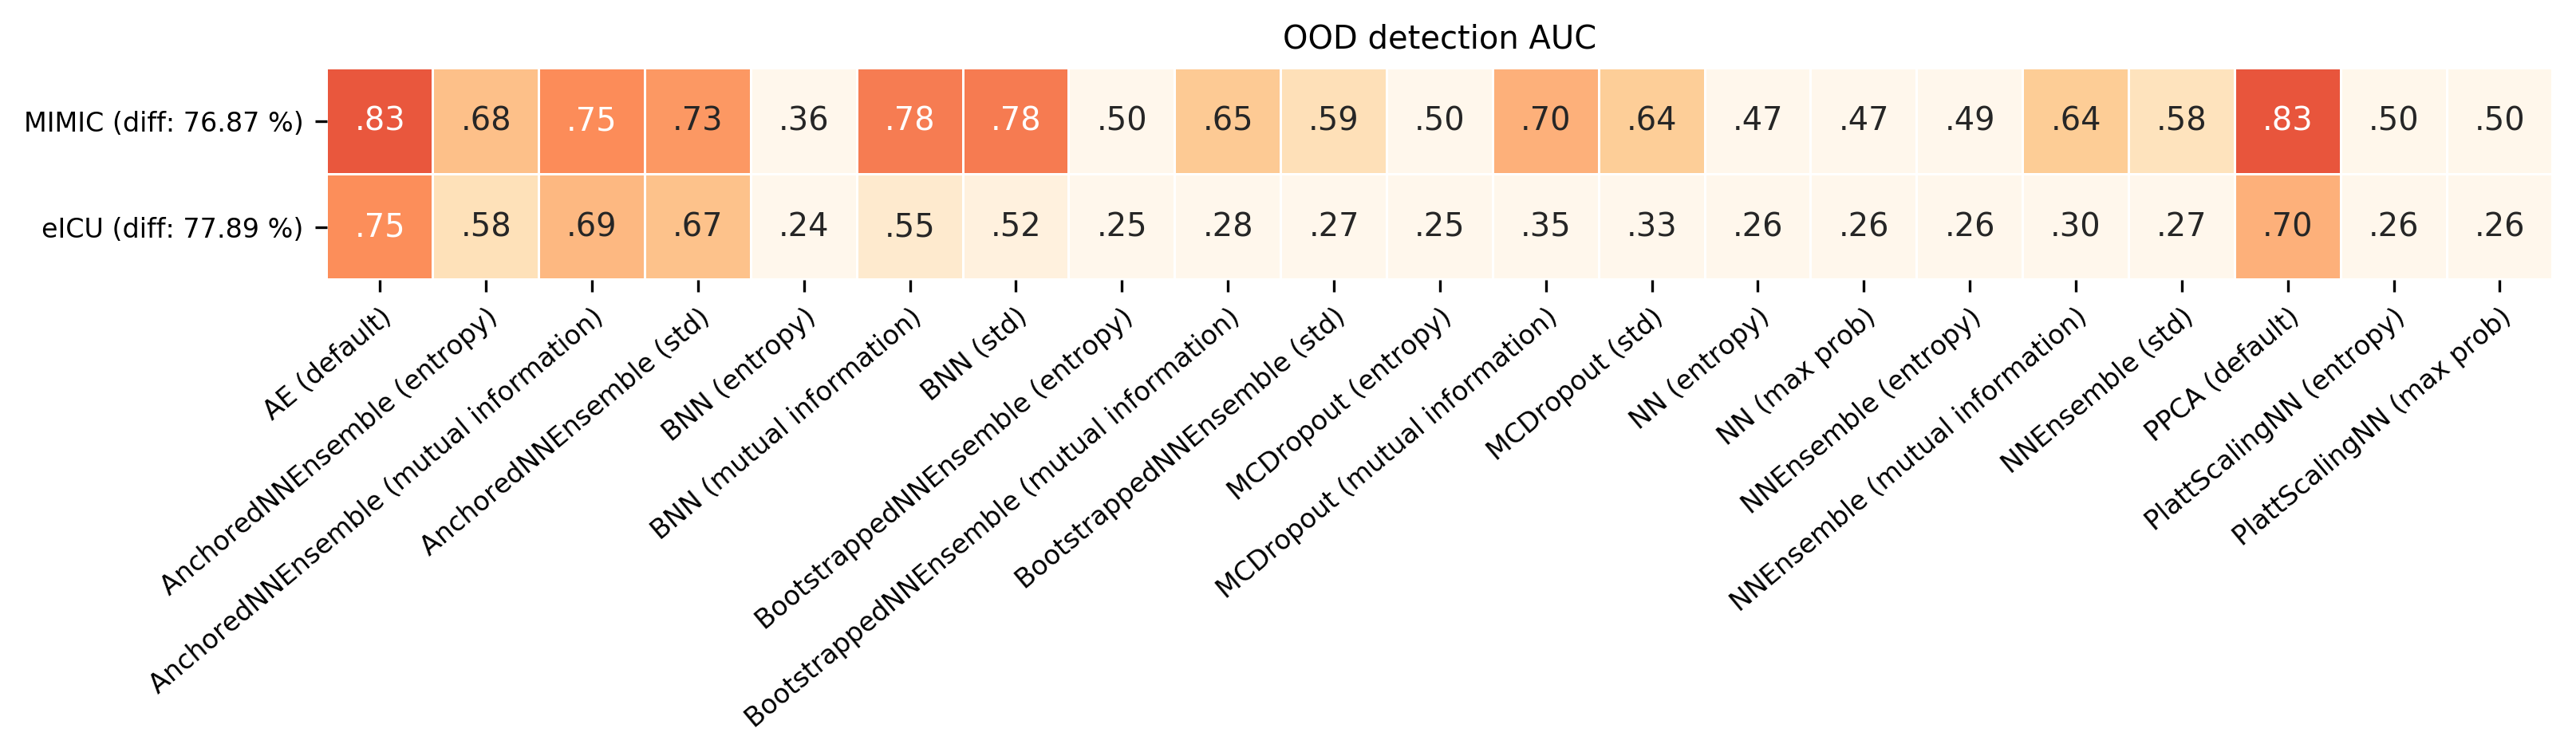 OOD detection AUC
MIMIC (diff: 76.87 %) .83 .68 .75 .73 .36 .78 .78 .50 .65 .59 .50 .70 .64 .47 .47 .49 .64 .58 .83 .50 .50
eICU (diff: 77.89 %) .75 .58 .69 .67 .24 .55 .52 .25 .28 .27 .25 .35 .33 .26 .26 .26 .30 .27 .70 .26 .26
AE (default)
AnchoredNNEnsemble (entropy)
AnchoredNNEnsemble (mutual information)
AnchoredNNEnsemble (std)
BNN (entropy)
BNN (mutual information)
BNN (std)
BootstrappedNNEnsemble (entropy)
BootstrappedNNEnsemble (mutual information)
BootstrappedNNEnsemble (std)
MCDropout (entropy)
MCDropout (mutual information)
MCDropout (std)
NN (entropy)
NN (max prob)
NNEnsemble (entropy)
NNEnsemble (mutual information)
NNEnsemble (std)
PPCA (default)
PlattScalingNN (entropy)
PlattScalingNN (max prob)